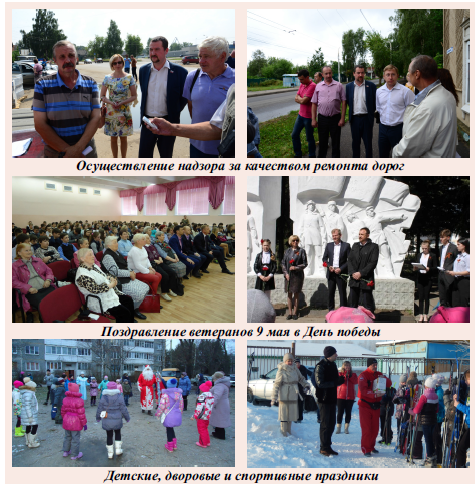 Осуществление надзора за качеством ремонта дорог
Поздравление ветеранов 9 мая в День победы
Детские, дворовые и спортивные праздники